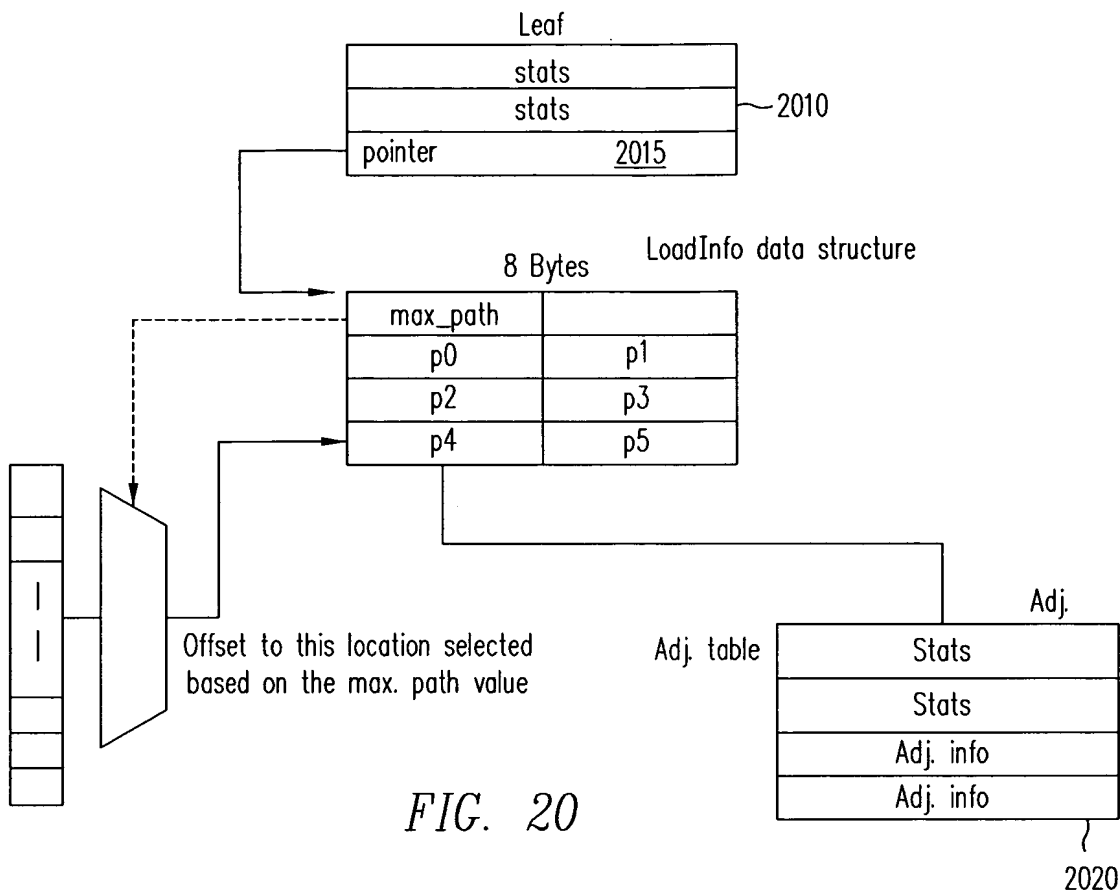 Leaf
stats
stats
2010
pointer 2015
LoadInfo data structure
8 Bytes
max_path
p0 p1
p2 p3
p4 p5
Offset to this location selected
based on the max. path value
Adj.
Adj. table
Stats
Stats
Adj. info
Adj. info
2020
FIG. 20